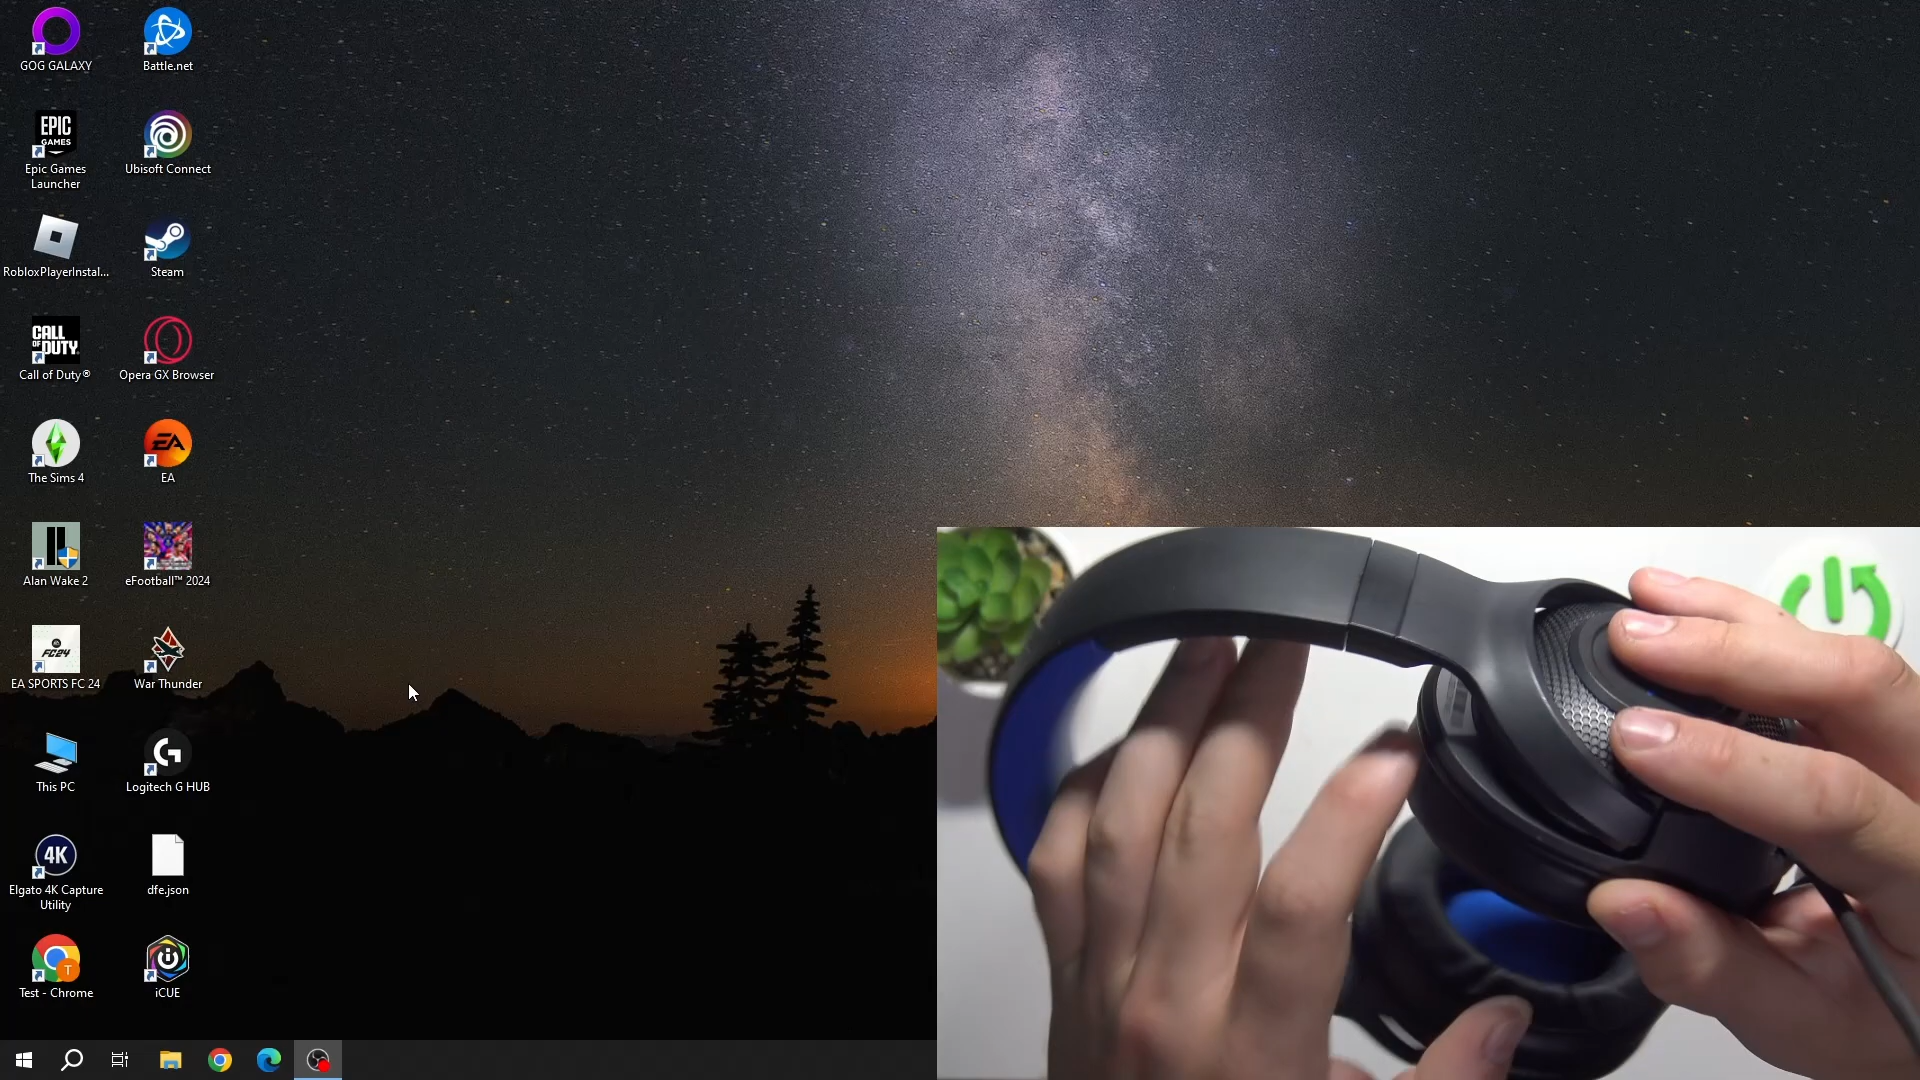 GOG GALAXY
Battle.net
EPIC
GAMES
Epic Games
Launcher
Ubisoft Connect
RobloxPlayerInstal...
Steam
CALL
OF DUTY
Call of Duty®
Opera GX Browser
The Sims 4
EA
EA
Alan Wake 2
eFootball™ 2024
FC24
EA SPORTS FC 24
War Thunder
This PC
G
Logitech G HUB
4K
Elgato 4K Capture
Utility
dfe.json
T
Test - Chrome
iCUE